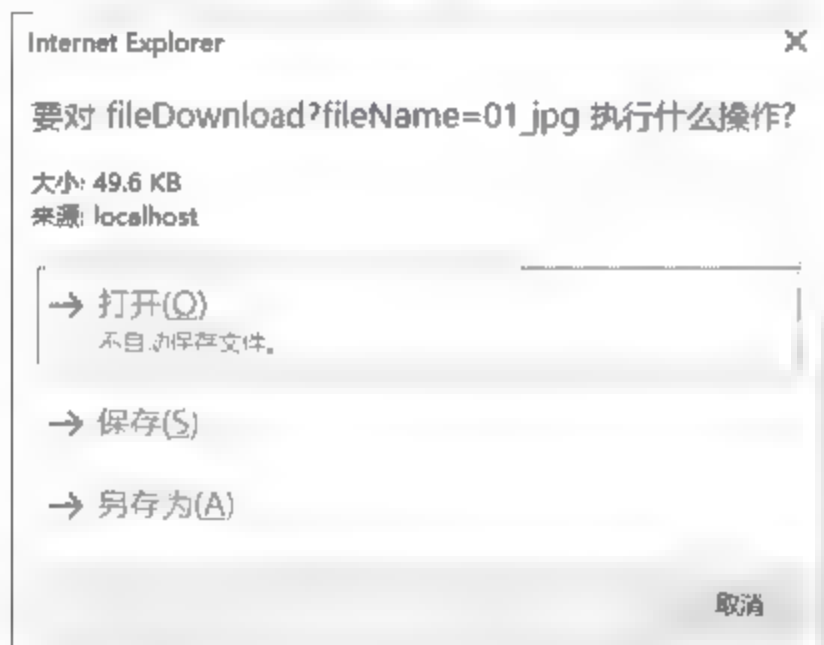 Internet Explorer
要对 fileDownload?fileName=01_jpg 执行什么操作?
大小: 49.6 KB
来源: localhost
→ 打开(O)
不自动保存文件。
→ 保存(S)
→ 另存为(A)
取消